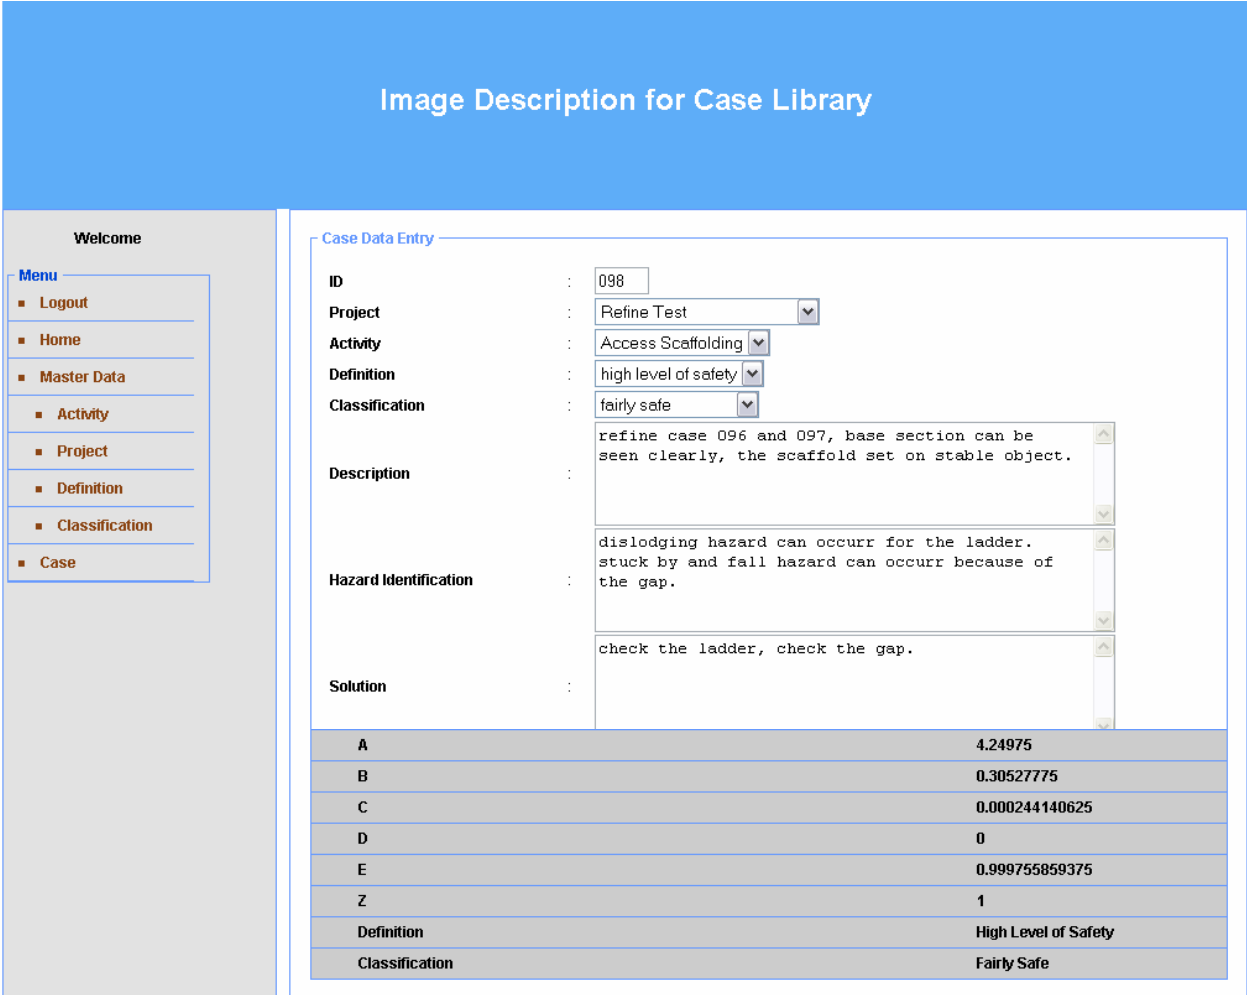 Image Description for Case Library
Welcome
Menu
Logout
Home
Master Data
Activity
Project
Definition
Classification
Case
Case Data Entry
ID : 098
Project : Refine Test
Activity : Access Scaffolding
Definition : high level of safety
Classification : fairly safe
Description :
refine case 096 and 097, base section can be
seen clearly, the scaffold set on stable object.
Hazard Identification :
dislodging hazard can occurr for the ladder.
stuck by and fall hazard can occurr because of
the gap.
Solution :
check the ladder, check the gap.
A 4.24975
B 0.30527775
C 0.000244140625
D 0
E 0.999755859375
Z 1
Definition High Level of Safety
Classification Fairly Safe